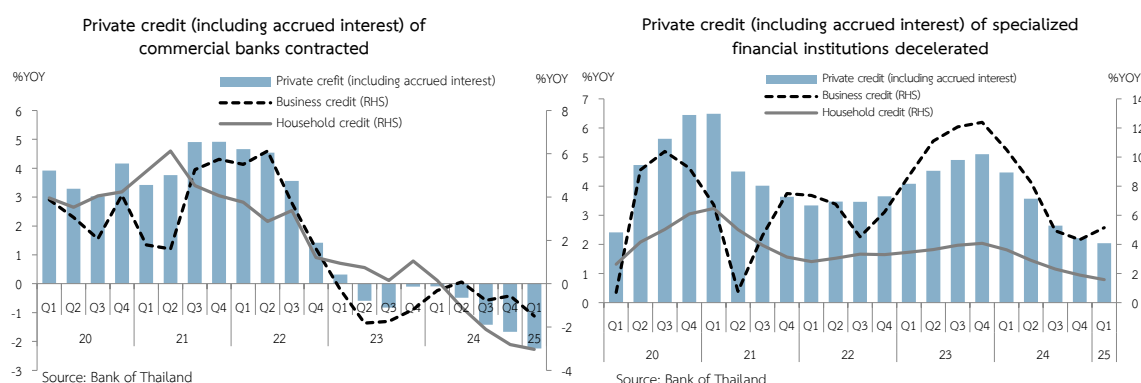 Private credit (including accrued interest) of
commercial banks contracted
%YOY
%YOY
Private crefit (including accrued interest)
Business credit (RHS)
Household credit (RHS)
6
5
4
3
2
1
0
-1
-2
-3
8
6
4
2
0
-2
-4
Q1 Q2 Q3 Q4 Q1 Q2 Q3 Q4 Q1 Q2 Q3 Q4 Q1 Q2 Q3 Q4 Q1 Q2 Q3 Q4 Q1
20 21 22 23 24 25
Source: Bank of Thailand
Private credit (including accrued interest) of specialized
financial institutions decelerated
%YOY
%YOY
Private credit (including accrued interest)
Business credit (RHS)
Household credit (RHS)
7
6
5
4
3
2
1
0
14
12
10
8
6
4
2
0
Q1 Q2 Q3 Q4 Q1 Q2 Q3 Q4 Q1 Q2 Q3 Q4 Q1 Q2 Q3 Q4 Q1 Q2 Q3 Q4 Q1
20 21 22 23 24 25
Source: Bank of Thailand